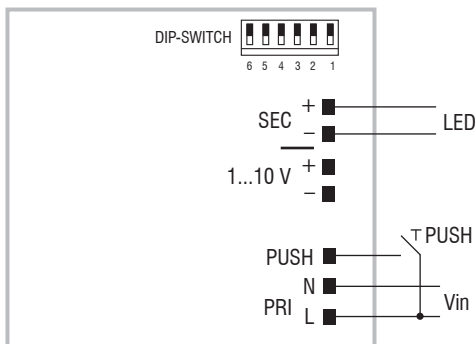 DIP-SWITCH
6 5 4 3 2 1
+
SEC
LED
–
+
1...10 V
–
PUSH
PUSH
N
PRI
Vin
L